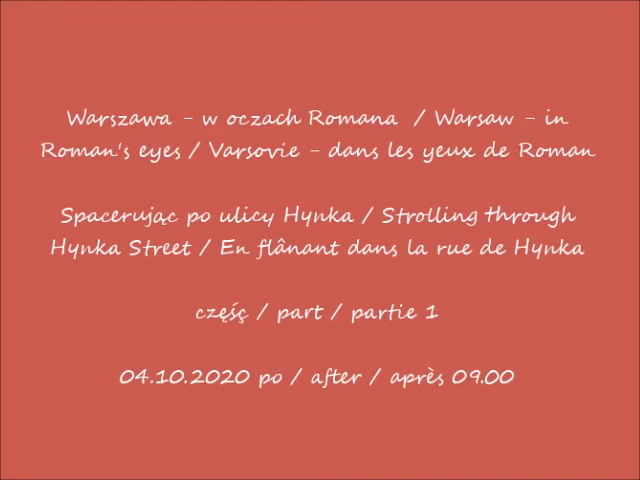 Warszawa - w oczach Romana / Warsaw - in
Roman's eyes / Varsovie - dans les yeux de Roman
Spacerując po ulicy Hynka / Strolling through
Hynka Street / En flânant dans la rue de Hynka
częśç / part / partie 1
04.10.2020 po / after / après 09.00